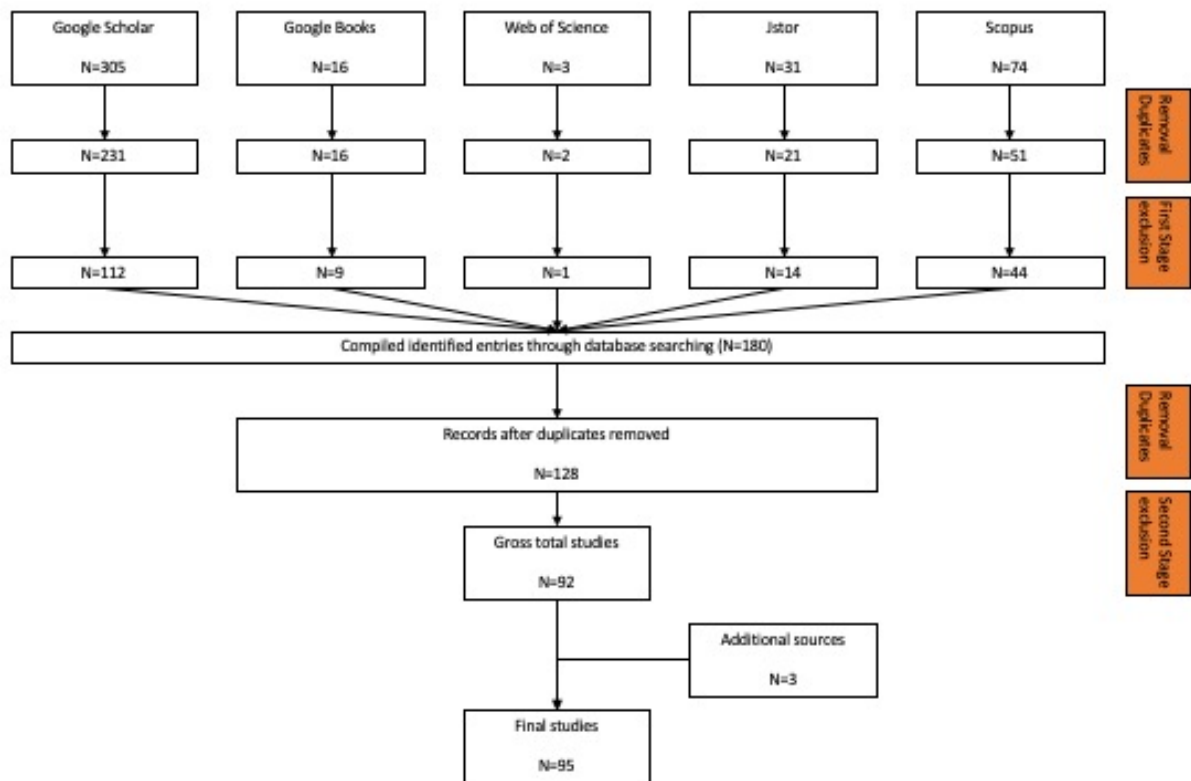 Google Scholar
N=305
Google Books
N=16
Web of Science
N=3
Jstor
N=31
Scopus
N=74
Removal
Duplicates
N=231
N=16
N=2
N=21
N=51
First Stage
exclusion
N=112
N=9
N=1
N=14
N=44
Compiled identified entries through database searching (N=180)
Removal
Duplicates
Records after duplicates removed
N=128
Second Stage
exclusion
Gross total studies
N=92
Additional sources
N=3
Final studies
N=95